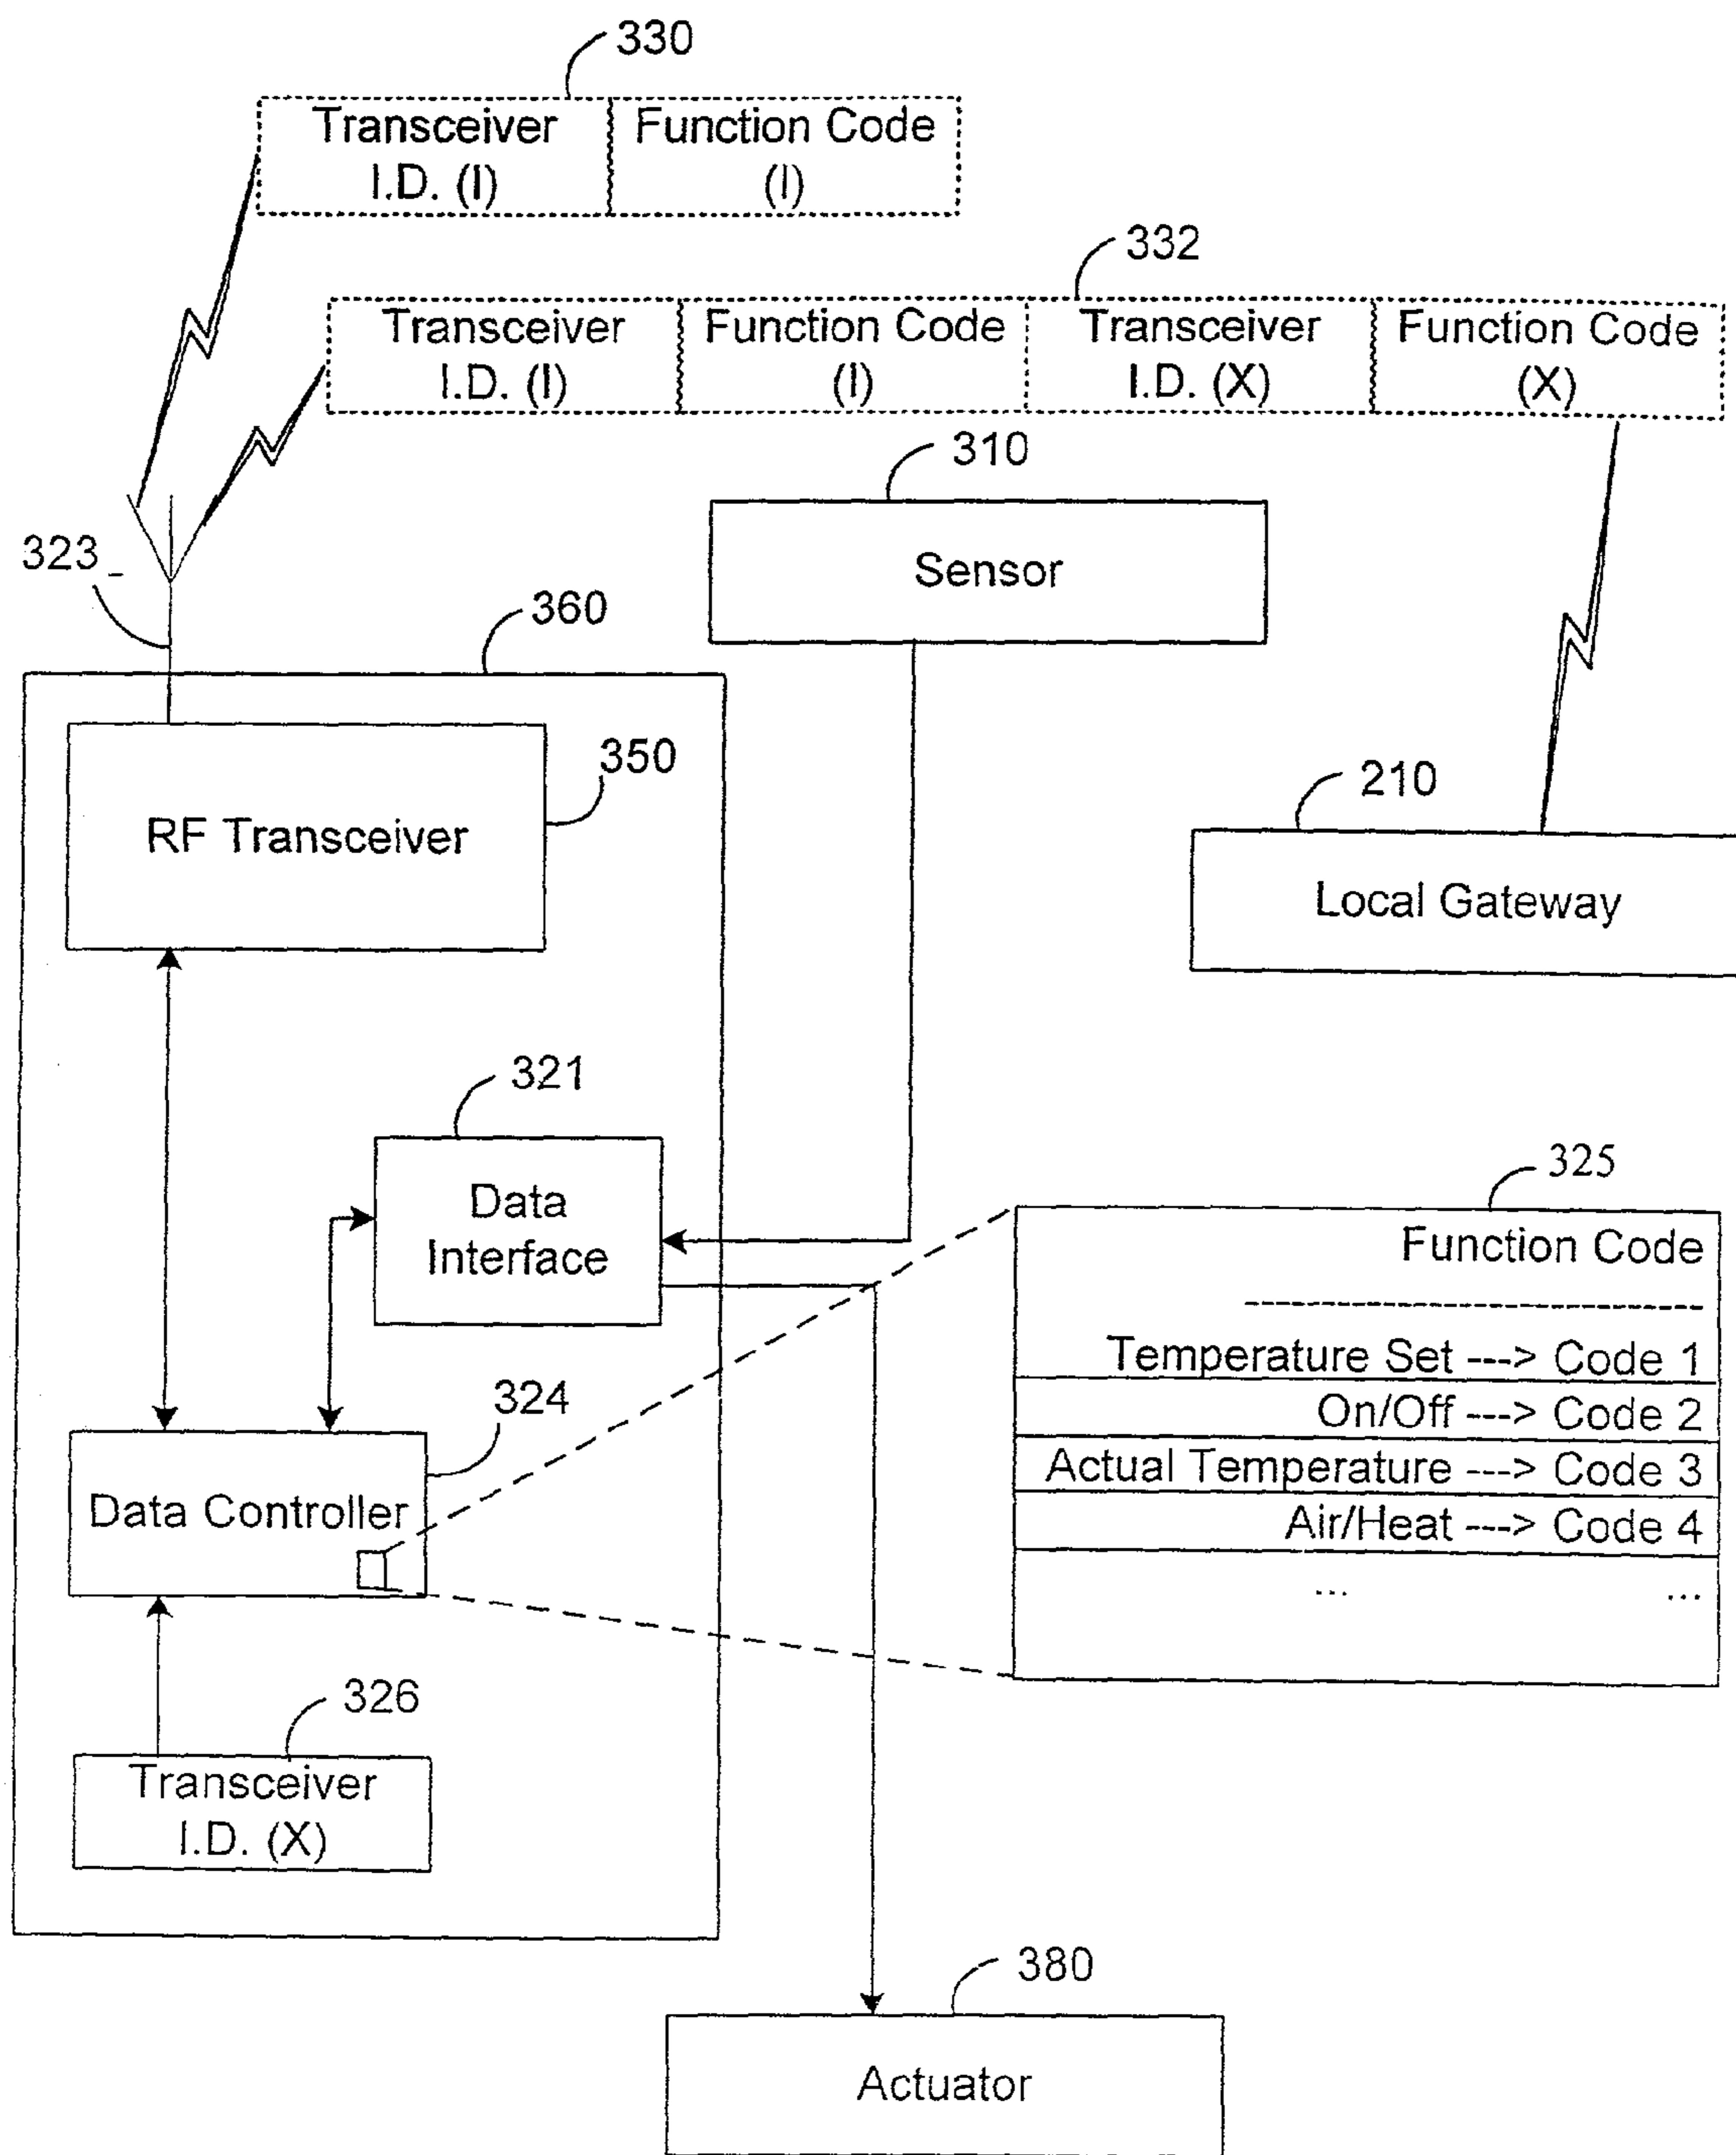 330
Transceiver I.D. (I)
Function Code (I)
332
Transceiver I.D. (I)
Function Code (I)
Transceiver I.D. (X)
Function Code (X)
310
Sensor
323
360
350
RF Transceiver
210
Local Gateway
321
Data Interface
325
Function Code
Temperature Set ---> Code 1
On/Off ---> Code 2
Actual Temperature ---> Code 3
Air/Heat ---> Code 4
... ...
324
Data Controller
326
Transceiver I.D. (X)
380
Actuator